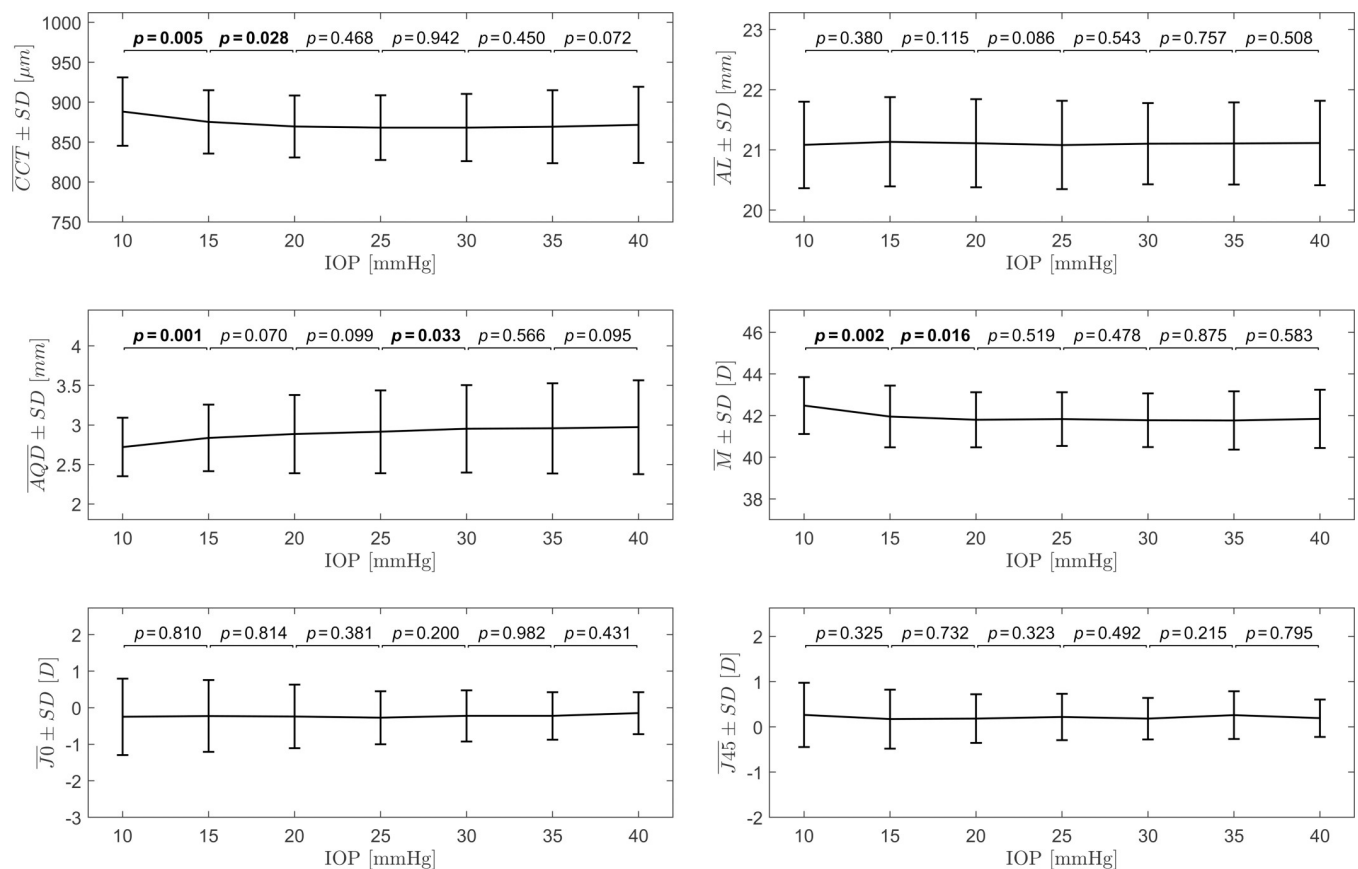 p=0.005 p=0.028 p=0.468 p=0.942 p=0.450 p=0.072
1000
950
900
850
800
750
CCT ± SD [μm]
10 15 20 25 30 35 40
IOP [mmHg]
p=0.380 p=0.115 p=0.086 p=0.543 p=0.757 p=0.508
23
22
21
20
AL ± SD [mm]
10 15 20 25 30 35 40
IOP [mmHg]
p=0.001 p=0.070 p=0.099 p=0.033 p=0.566 p=0.095
4
3.5
3
2.5
2
AQD ± SD [mm]
10 15 20 25 30 35 40
IOP [mmHg]
p=0.002 p=0.016 p=0.519 p=0.478 p=0.875 p=0.583
46
44
42
40
38
M ± SD [D]
10 15 20 25 30 35 40
IOP [mmHg]
p=0.810 p=0.814 p=0.381 p=0.200 p=0.982 p=0.431
2
1
0
-1
-2
-3
J0 ± SD [D]
10 15 20 25 30 35 40
IOP [mmHg]
p=0.325 p=0.732 p=0.323 p=0.492 p=0.215 p=0.795
2
1
0
-1
-2
J45 ± SD [D]
10 15 20 25 30 35 40
IOP [mmHg]